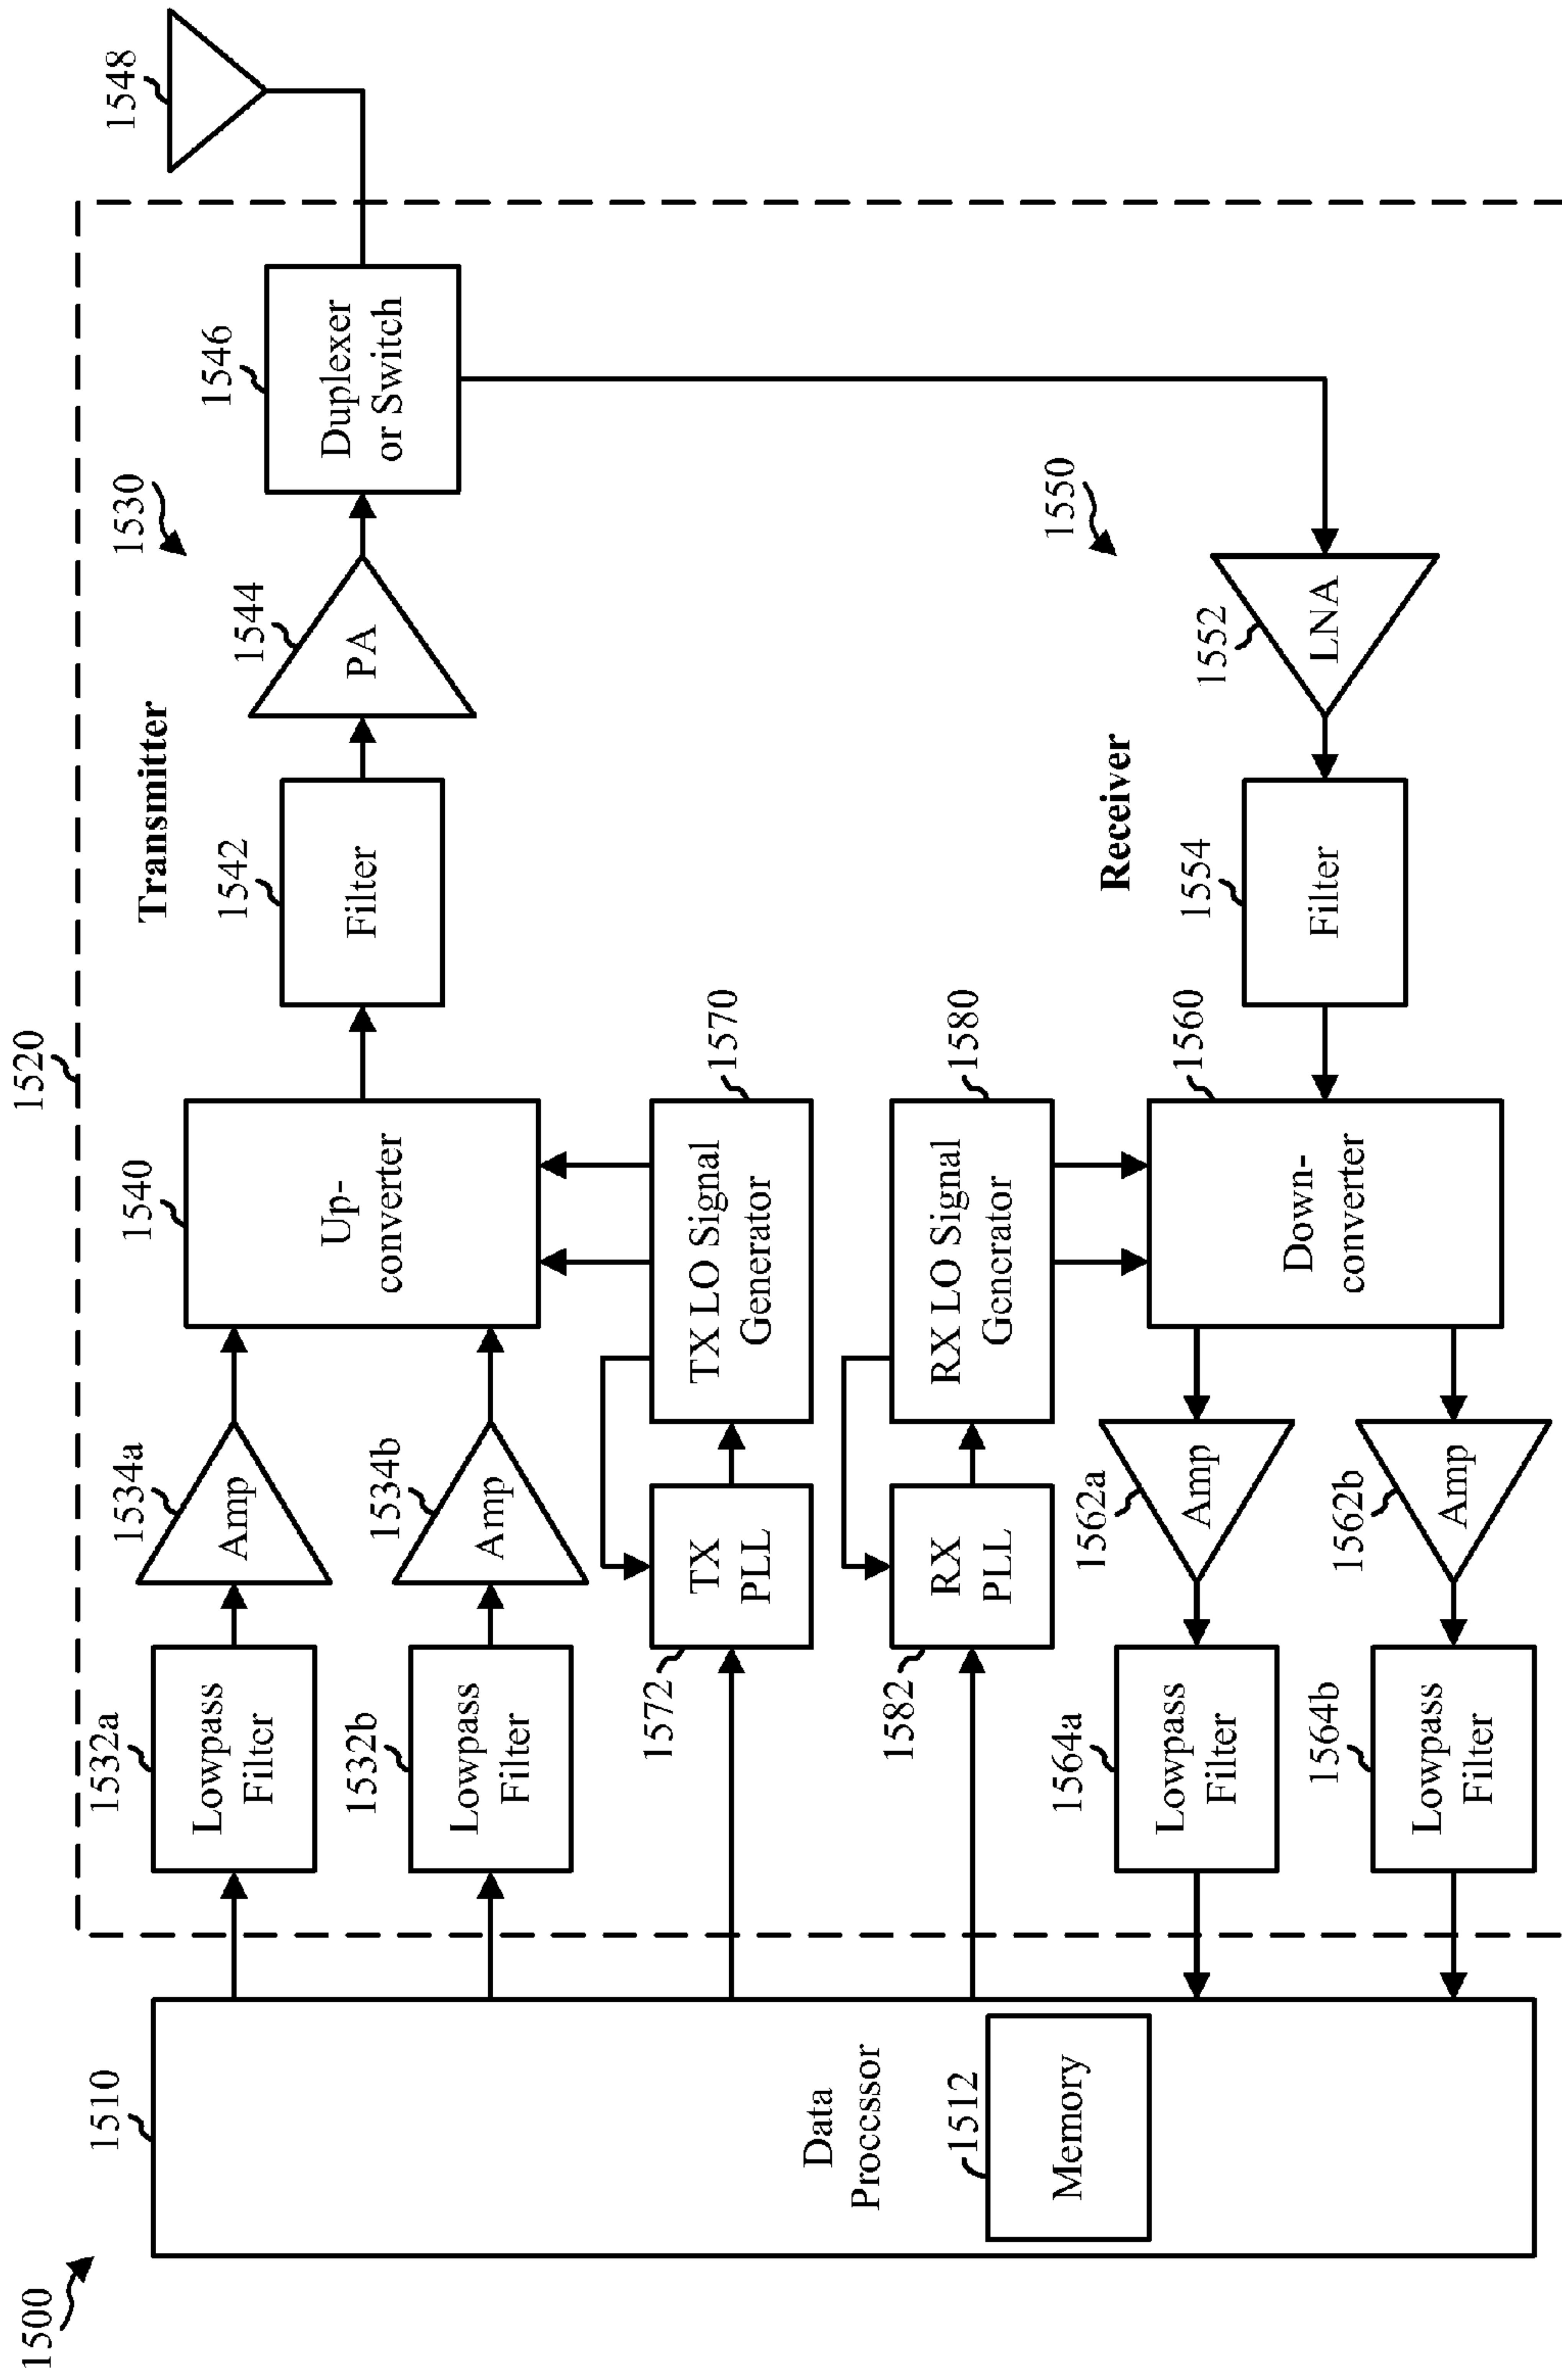 1500
1510
Data
Processor
1512
Memory
1520
1532a
Lowpass
Filter
1534a
Amp
1532b
Lowpass
Filter
1534b
Amp
1540
Up-
converter
Transmitter
1530
1542
Filter
1544
PA
1546
Duplexer
or Switch
1548
1572
TX
PLL
1570
TX LO Signal
Generator
1582
RX
PLL
1580
RX LO Signal
Generator
Receiver
1550
1552
LNA
1554
Filter
1560
Down-
converter
1562a
Amp
1564a
Lowpass
Filter
1562b
Amp
1564b
Lowpass
Filter